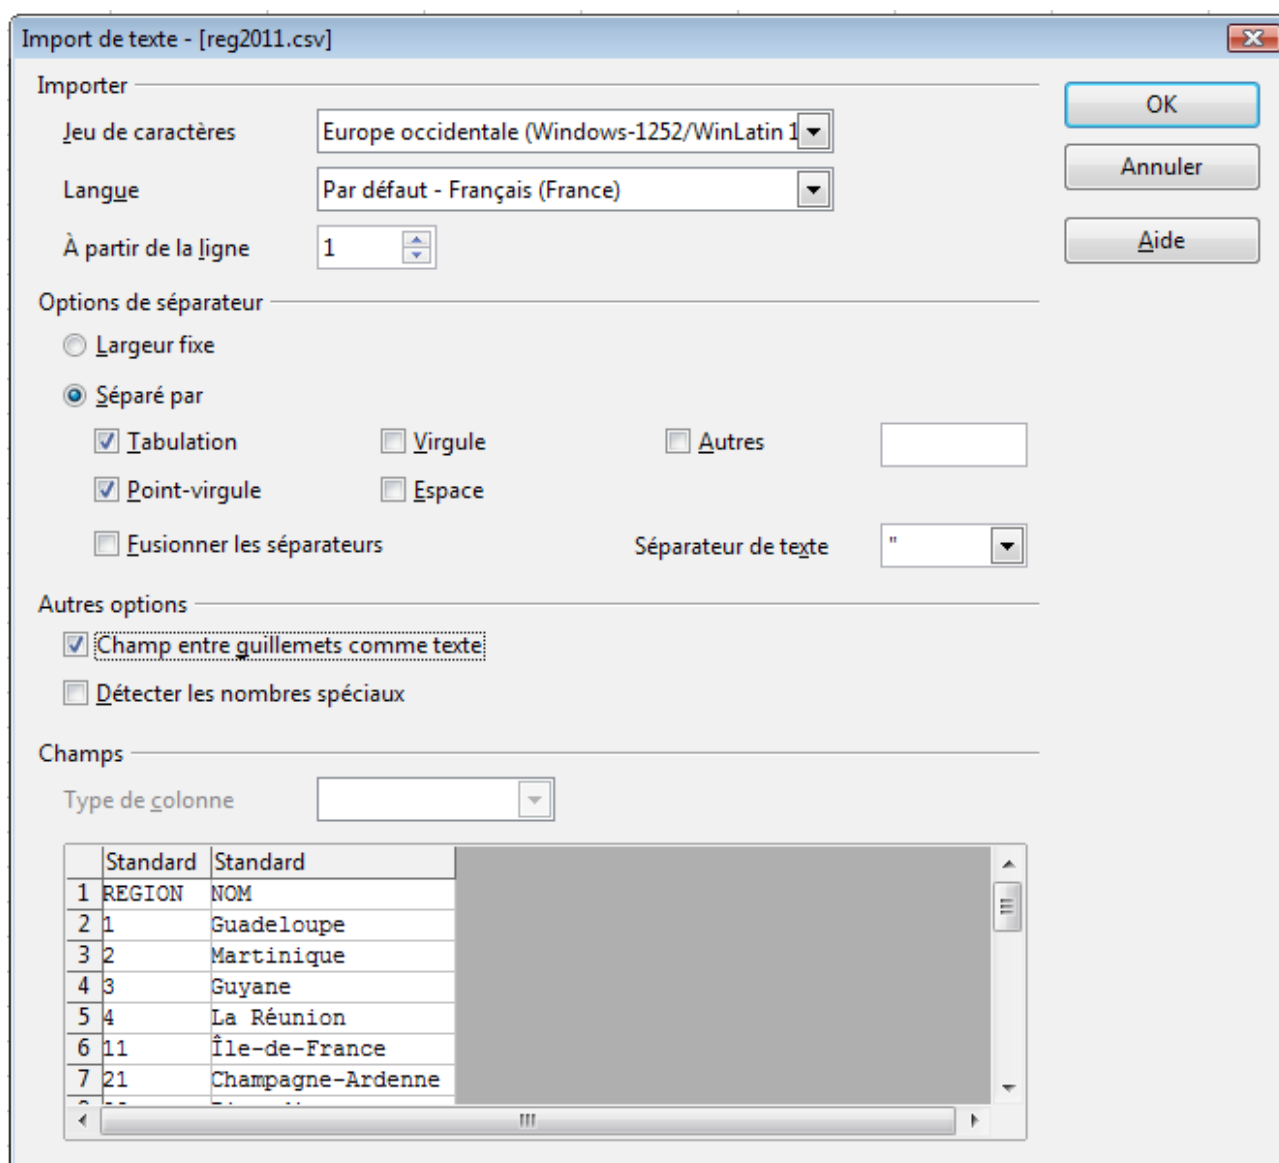 Import de texte - [reg2011.csv]
Importer
OK
Jeu de caractères
Europe occidentale (Windows-1252/WinLatin 1
Annuler
Langue
Par défaut - Français (France)
À partir de la ligne
1
Aide
Options de séparateur
Largeur fixe
Séparé par
Tabulation
Virgule
Autres
Point-virgule
Espace
Fusionner les séparateurs
Séparateur de texte
"
Autres options
Champ entre guillemets comme texte
Détecter les nombres spéciaux
Champs
Type de colonne
Standard Standard
1 REGION NOM
2 1 Guadeloupe
3 2 Martinique
4 3 Guyane
5 4 La Réunion
6 11 Île-de-France
7 21 Champagne-Ardenne